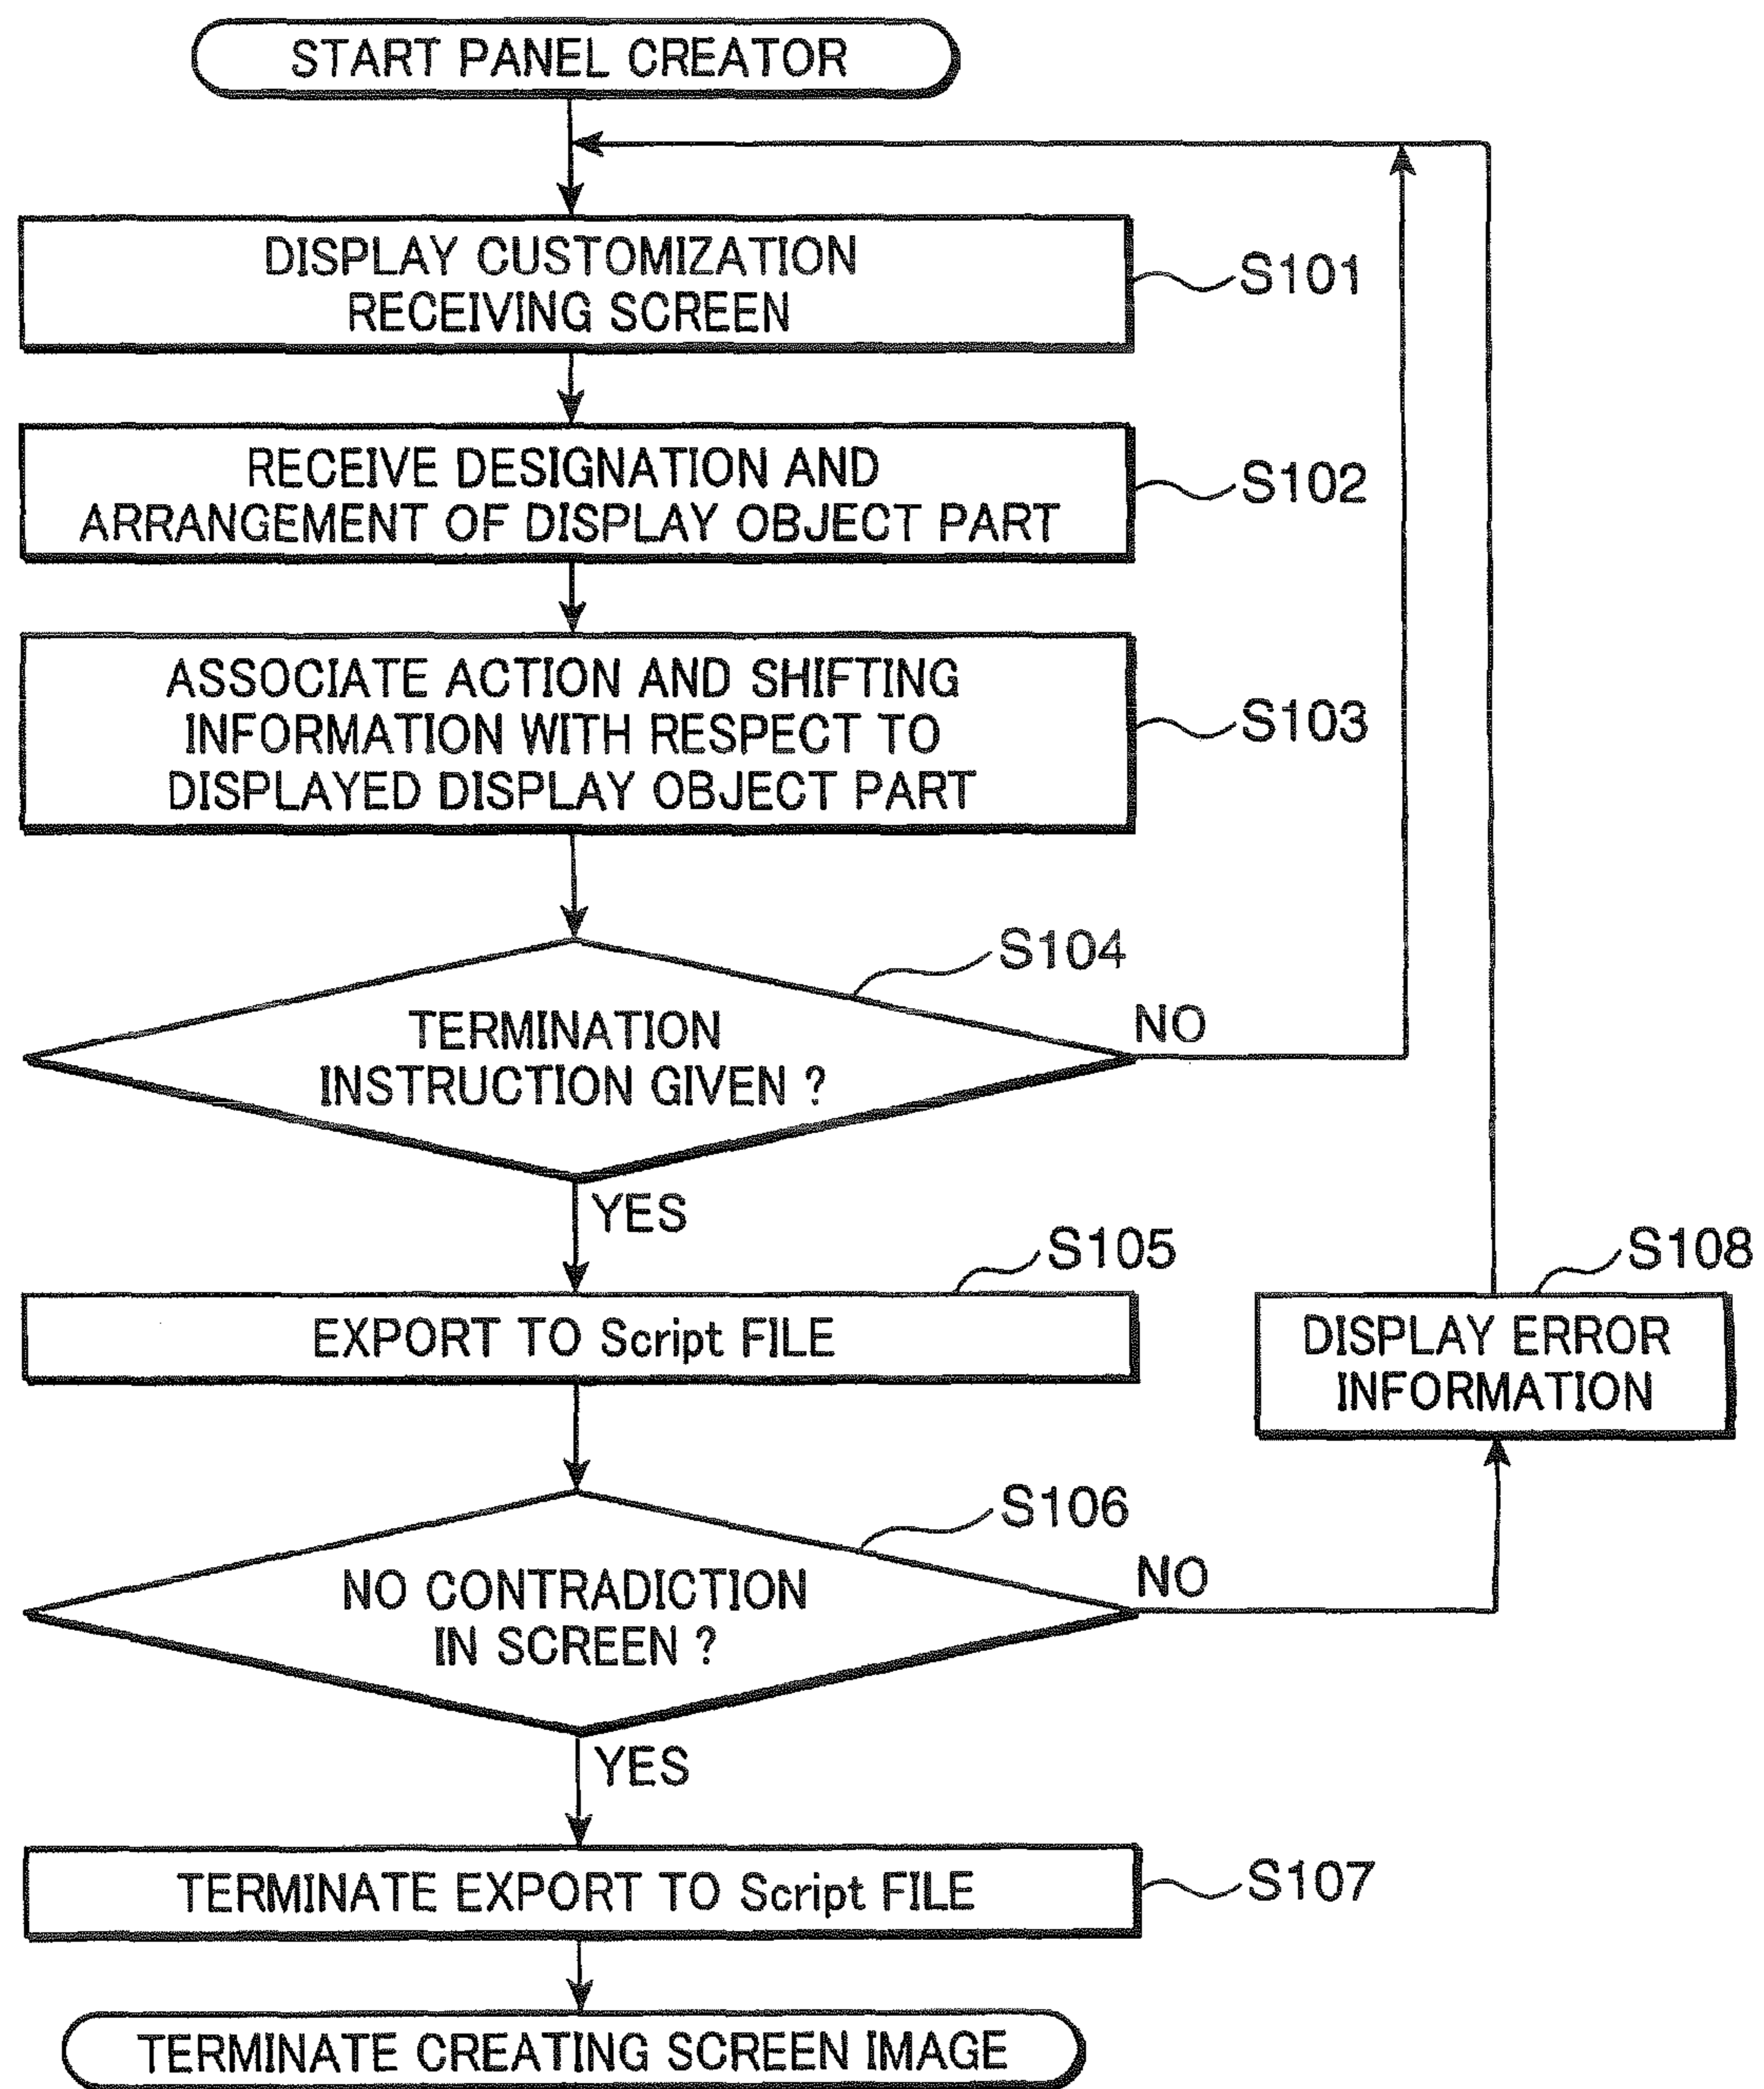 START PANEL CREATOR
DISPLAY CUSTOMIZATION
RECEIVING SCREEN
S101
RECEIVE DESIGNATION AND
ARRANGEMENT OF DISPLAY OBJECT PART
S102
ASSOCIATE ACTION AND SHIFTING
INFORMATION WITH RESPECT TO
DISPLAYED DISPLAY OBJECT PART
S103
S104
TERMINATION
INSTRUCTION GIVEN ?
NO
YES
S105
EXPORT TO Script FILE
S108
DISPLAY ERROR
INFORMATION
S106
NO CONTRADICTION
IN SCREEN ?
NO
YES
TERMINATE EXPORT TO Script FILE
S107
TERMINATE CREATING SCREEN IMAGE